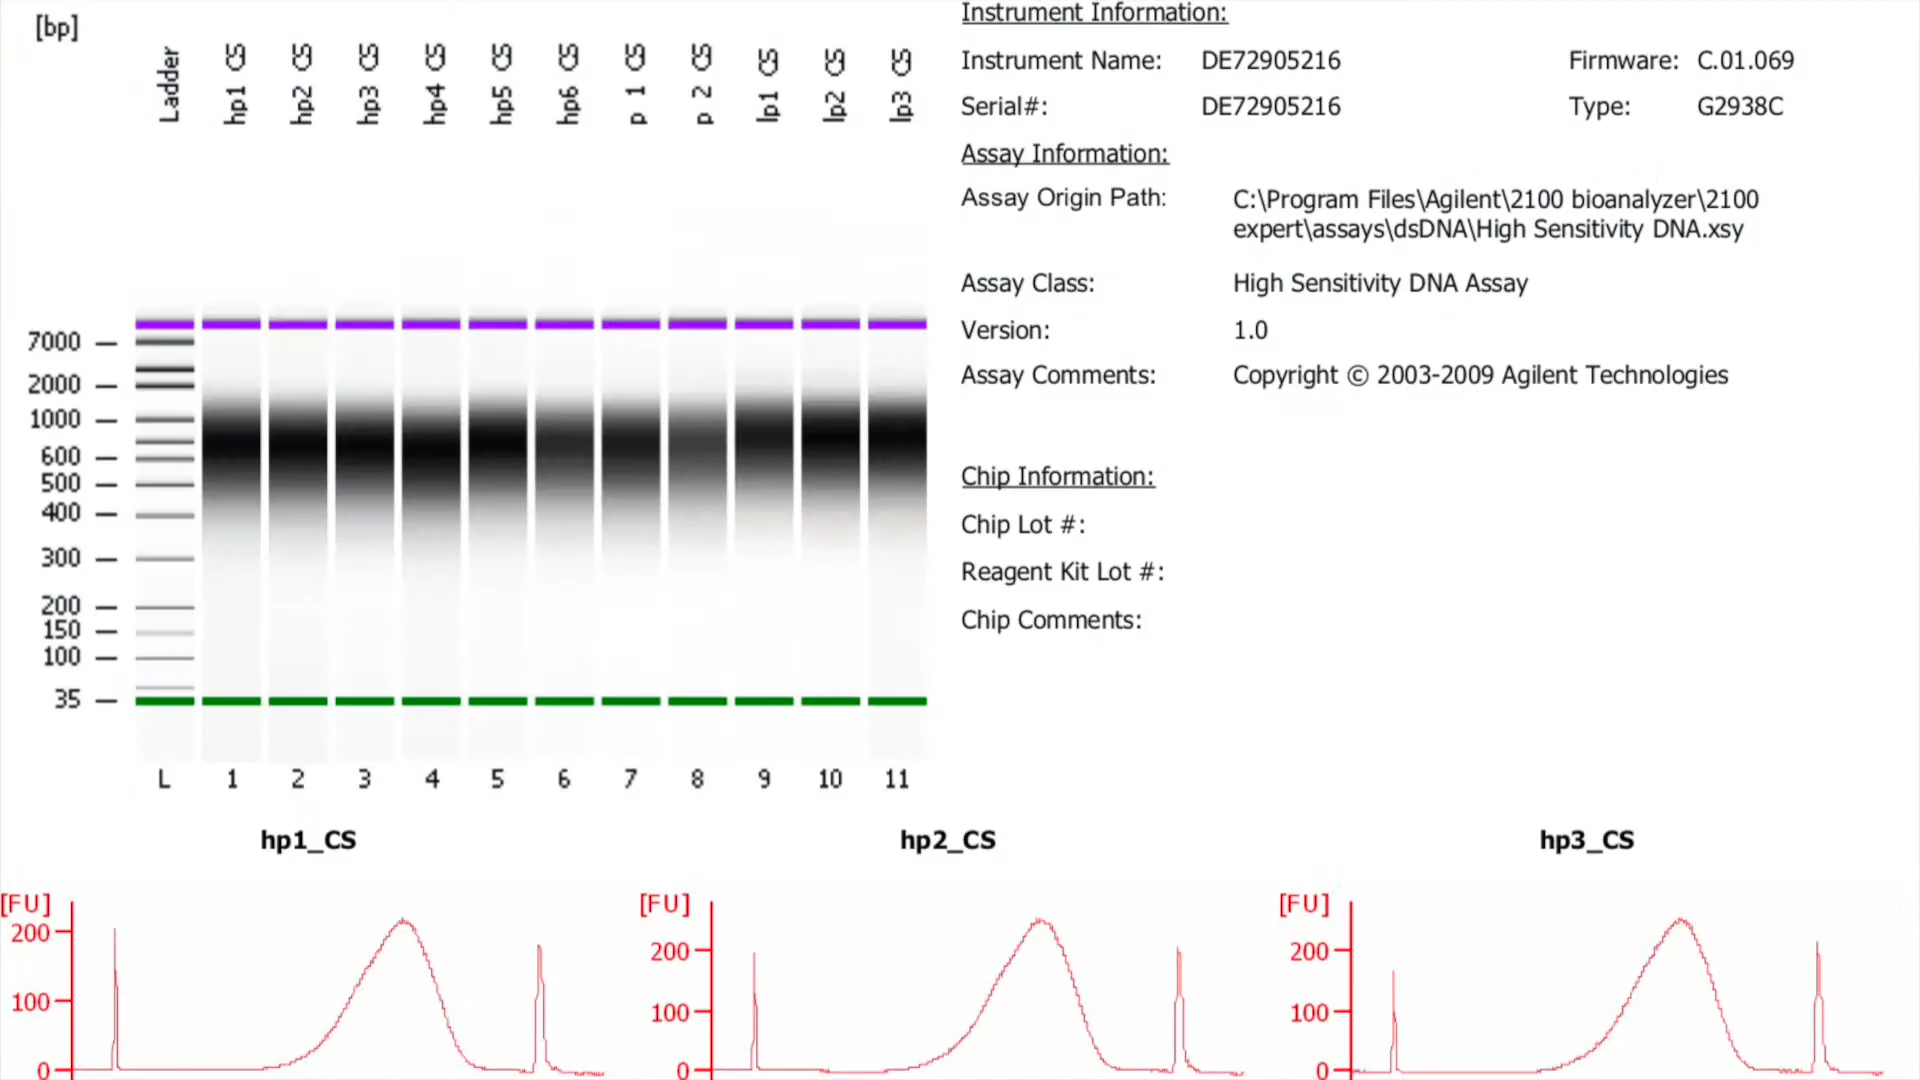 [bp]
Ladder
hp1 CS
hp2 CS
hp3 CS
hp4 CS
hp5 CS
hp6 CS
p 1 CS
p 2 CS
lp1 CS
lp2 CS
lp3 CS
7000
2000
1000
600
500
400
300
200
150
100
35
L 1 2 3 4 5 6 7 8 9 10 11
Instrument Information:
Instrument Name: DE72905216 Firmware: C.01.069
Serial#: DE72905216 Type: G2938C
Assay Information:
Assay Origin Path: C:\Program Files\Agilent\2100 bioanalyzer\2100
expert\assays\dsDNA\High Sensitivity DNA.xsy
Assay Class: High Sensitivity DNA Assay
Version: 1.0
Assay Comments: Copyright © 2003-2009 Agilent Technologies
Chip Information:
Chip Lot #:
Reagent Kit Lot #:
Chip Comments:
hp1_CS
[FU]
200
100
0
hp2_CS
[FU]
200
100
0
hp3_CS
[FU]
200
100
0